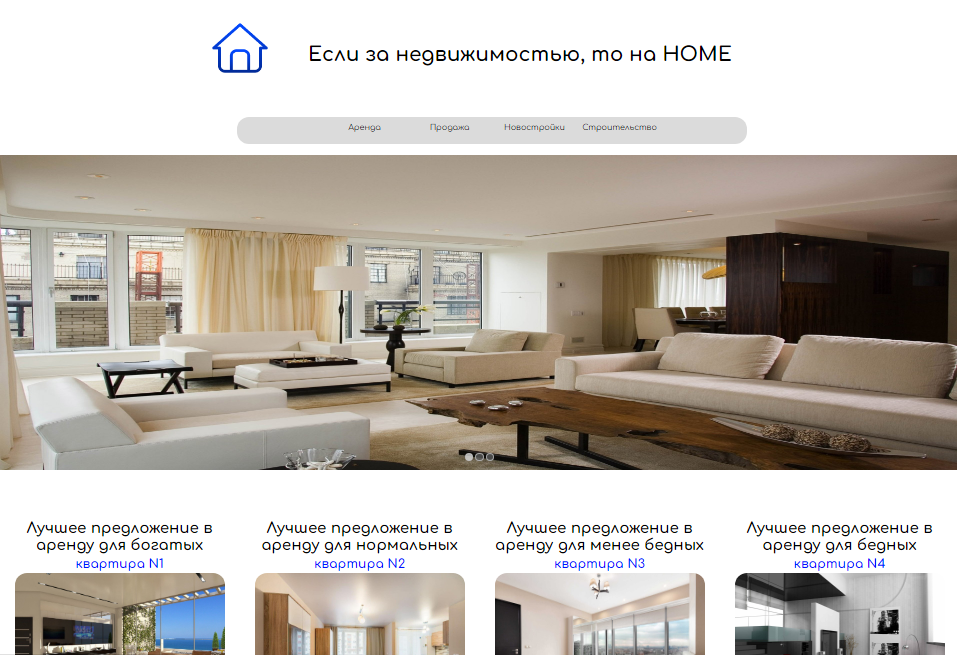 Если за недвижимостью, то на HOME
Аренда Продажа Новостройки Строительство
Лучшее предложение в
аренду для богатых
квартира N1
Лучшее предложение в
аренду для нормальных
квартира N2
Лучшее предложение в
аренду для менее бедных
квартира N3
Лучшее предложение в
аренду для бедных
квартира N4